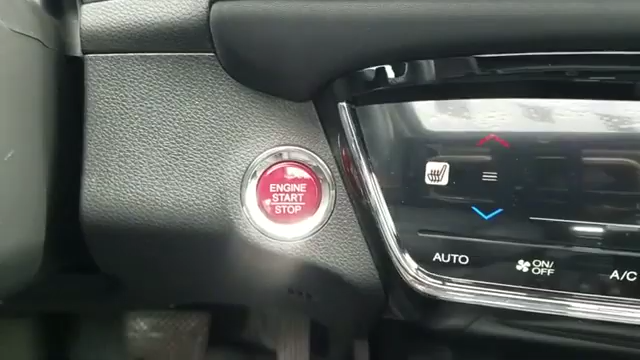 ENGINE
START
STOP
AUTO
ON/
OFF
A/C